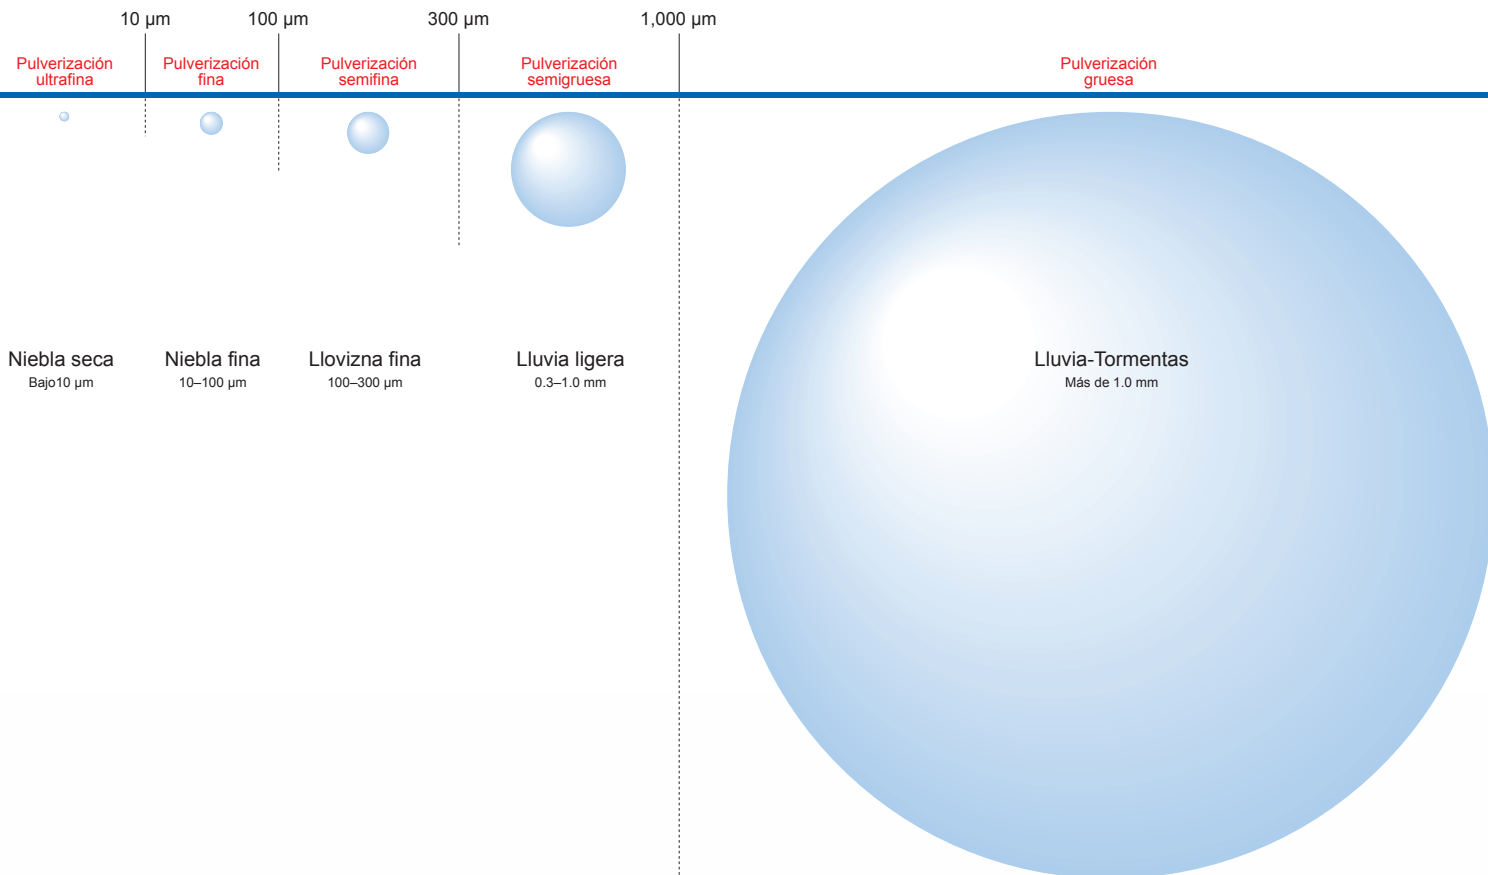 10 µm
100 µm
300 µm
1,000 µm
Pulverización
ultrafina
Pulverización
fina
Pulverización
semifina
Pulverización
semigruesa
Pulverización
gruesa
Niebla seca
Bajo10 µm
Niebla fina
10–100 µm
Llovizna fina
100–300 µm
Lluvia ligera
0.3–1.0 mm
Lluvia-Tormentas
Más de 1.0 mm